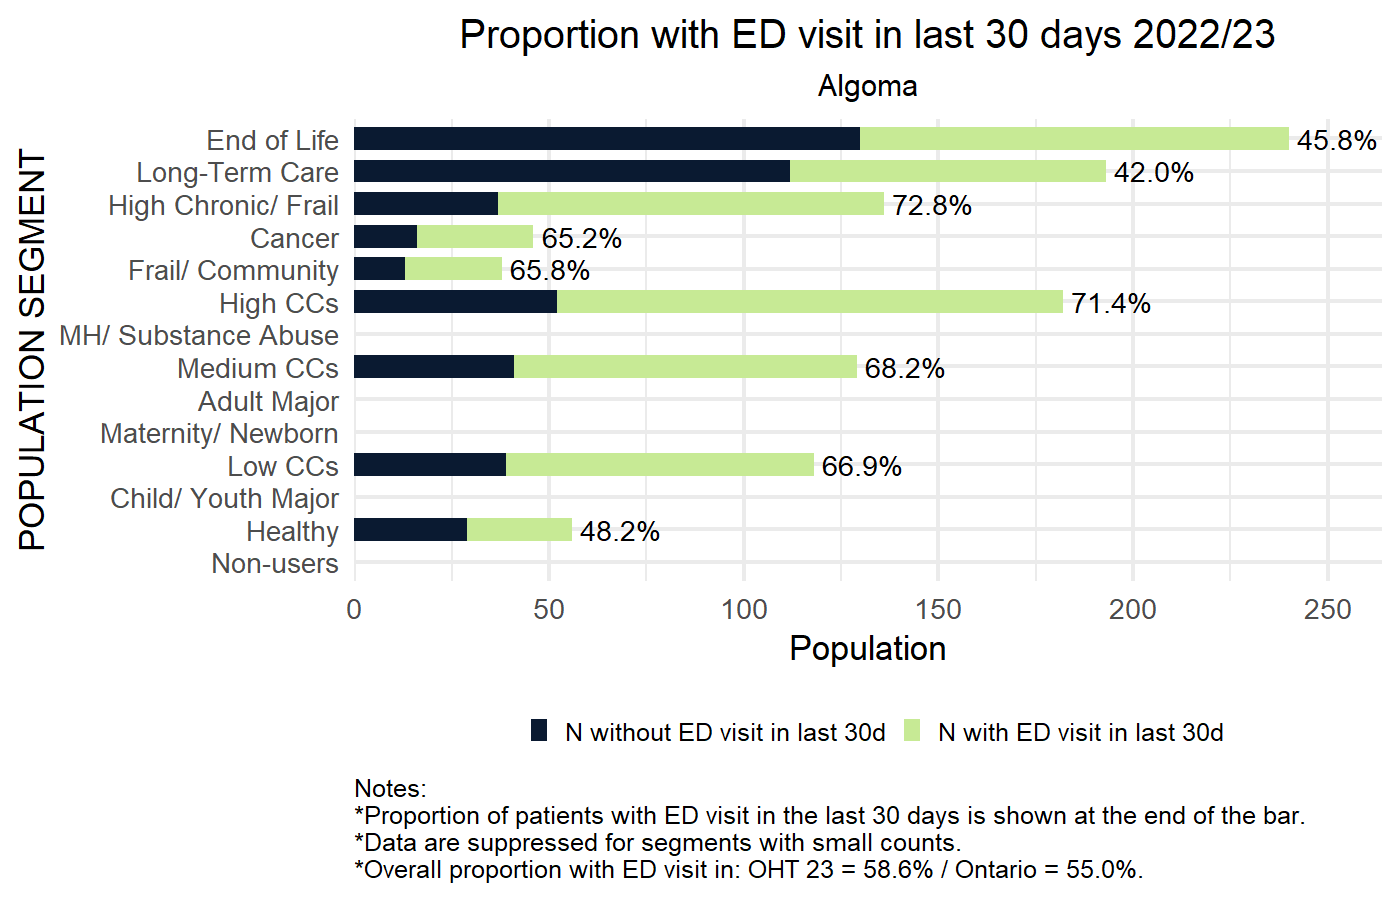 Proportion with ED visit in last 30 days 2022/23
Algoma
POPULATION SEGMENT
End of Life 45.8%
Long-Term Care 42.0%
High Chronic/ Frail 72.8%
Cancer 65.2%
Frail/ Community 65.8%
High CCs 71.4%
MH/ Substance Abuse
Medium CCs 68.2%
Adult Major
Maternity/ Newborn
Low CCs 66.9%
Child/ Youth Major
Healthy 48.2%
Non-users
0 50 100 150 200 250
Population
N without ED visit in last 30d N with ED visit in last 30d
Notes:
*Proportion of patients with ED visit in the last 30 days is shown at the end of the bar.
*Data are suppressed for segments with small counts.
*Overall proportion with ED visit in: OHT 23 = 58.6% / Ontario = 55.0%.